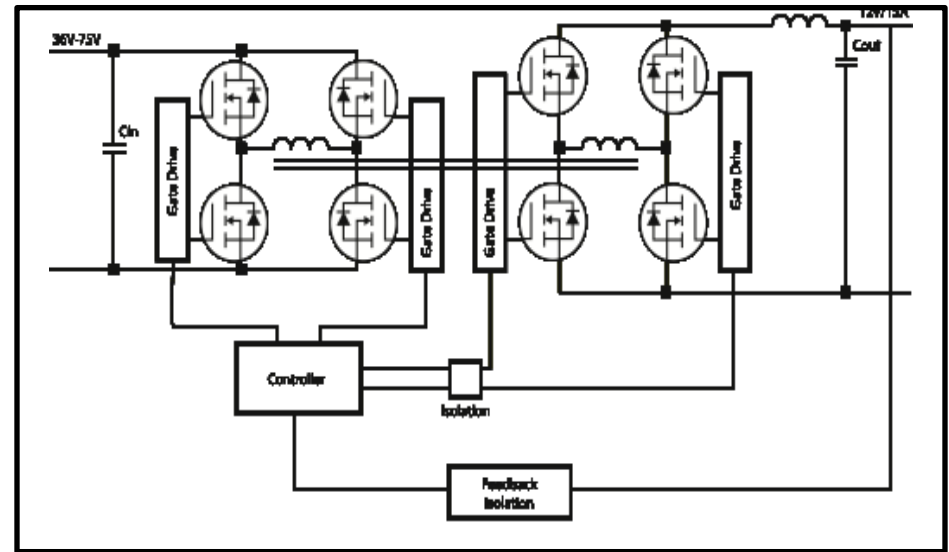 36V-75V
Cin
Gate Drive
Gate Drive
Gate Drive
Gate Drive
Cout
Controller
Isolation
Feedback
Isolation